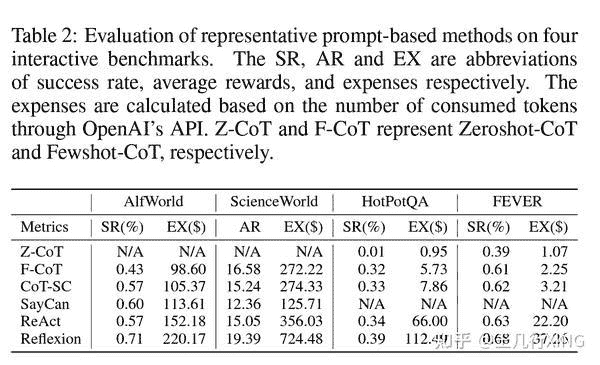 Table 2: Evaluation of representative prompt-based methods on four
interactive benchmarks. The SR, AR and EX are abbreviations
of success rate, average rewards, and expenses respectively. The
expenses are calculated based on the number of consumed tokens
through OpenAI's API. Z-CoT and F-CoT represent Zeroshot-CoT
and Fewshot-CoT, respectively.
AlfWorld ScienceWorld HotPotQA FEVER
Metrics SR(%) EX($) AR EX($) SR(%) EX($) SR(%) EX($)
Z-CoT N/A N/A N/A N/A 0.01 0.95 0.39 1.07
F-CoT 0.43 98.60 16.58 272.22 0.32 5.73 0.61 2.25
CoT-SC 0.57 105.37 15.24 274.33 0.33 7.86 0.62 3.21
SayCan 0.60 113.61 12.36 125.71 N/A N/A N/A N/A
ReAct 0.57 152.18 15.05 356.03 0.34 66.00 0.63 22.20
Reflexion 0.71 220.17 19.39 724.48 0.39 112.49 0.68 37.26